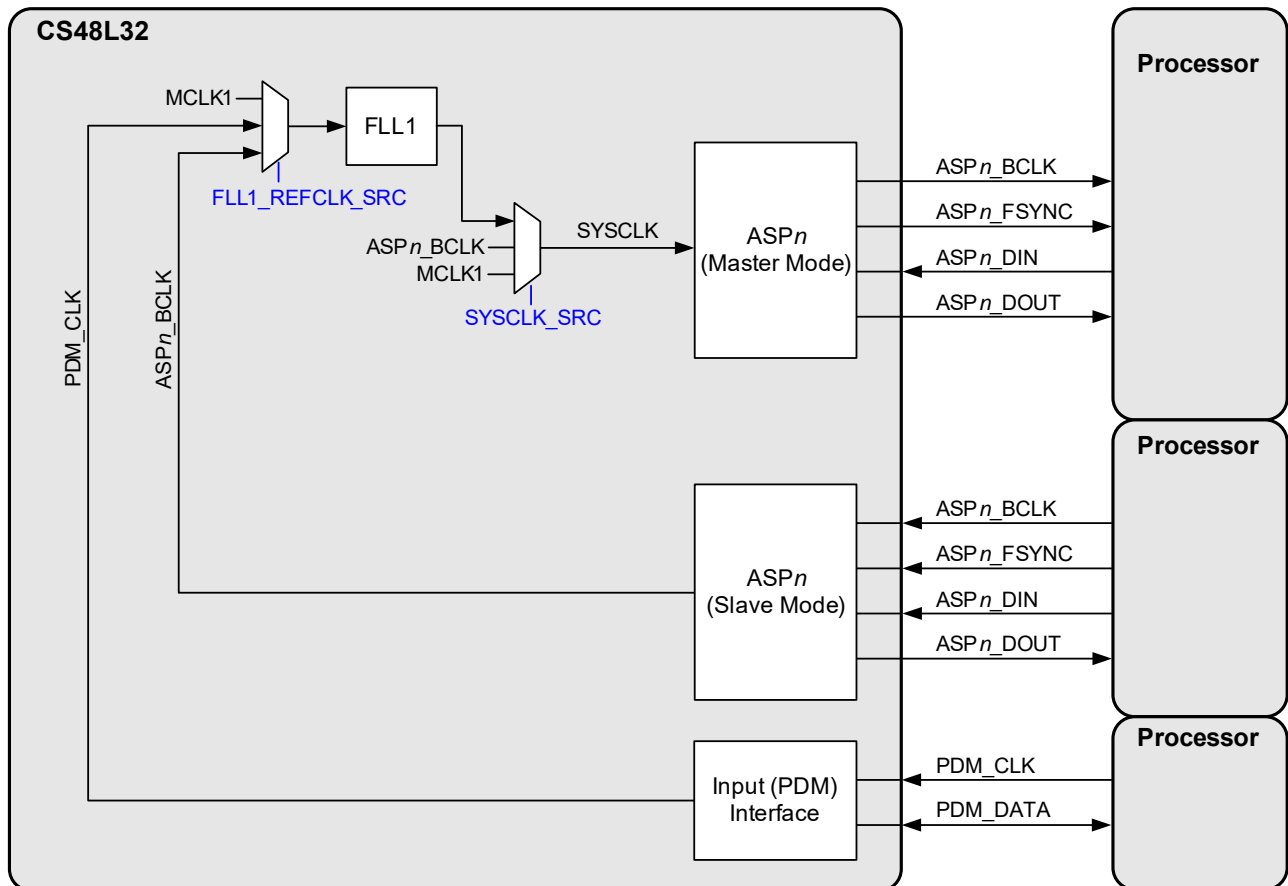 CS48L32
Processor
MCLK1
FLL1
FLL1_REFCLK_SRC
ASPn_BCLK
MCLK1
SYSCLK_SRC
SYSCLK
ASPn
(Master Mode)
ASPn_BCLK
ASPn_FSYNC
ASPn_DIN
ASPn_DOUT
PDM_CLK
ASPn_BCLK
Processor
ASPn
(Slave Mode)
ASPn_BCLK
ASPn_FSYNC
ASPn_DIN
ASPn_DOUT
Processor
Input (PDM)
Interface
PDM_CLK
PDM_DATA